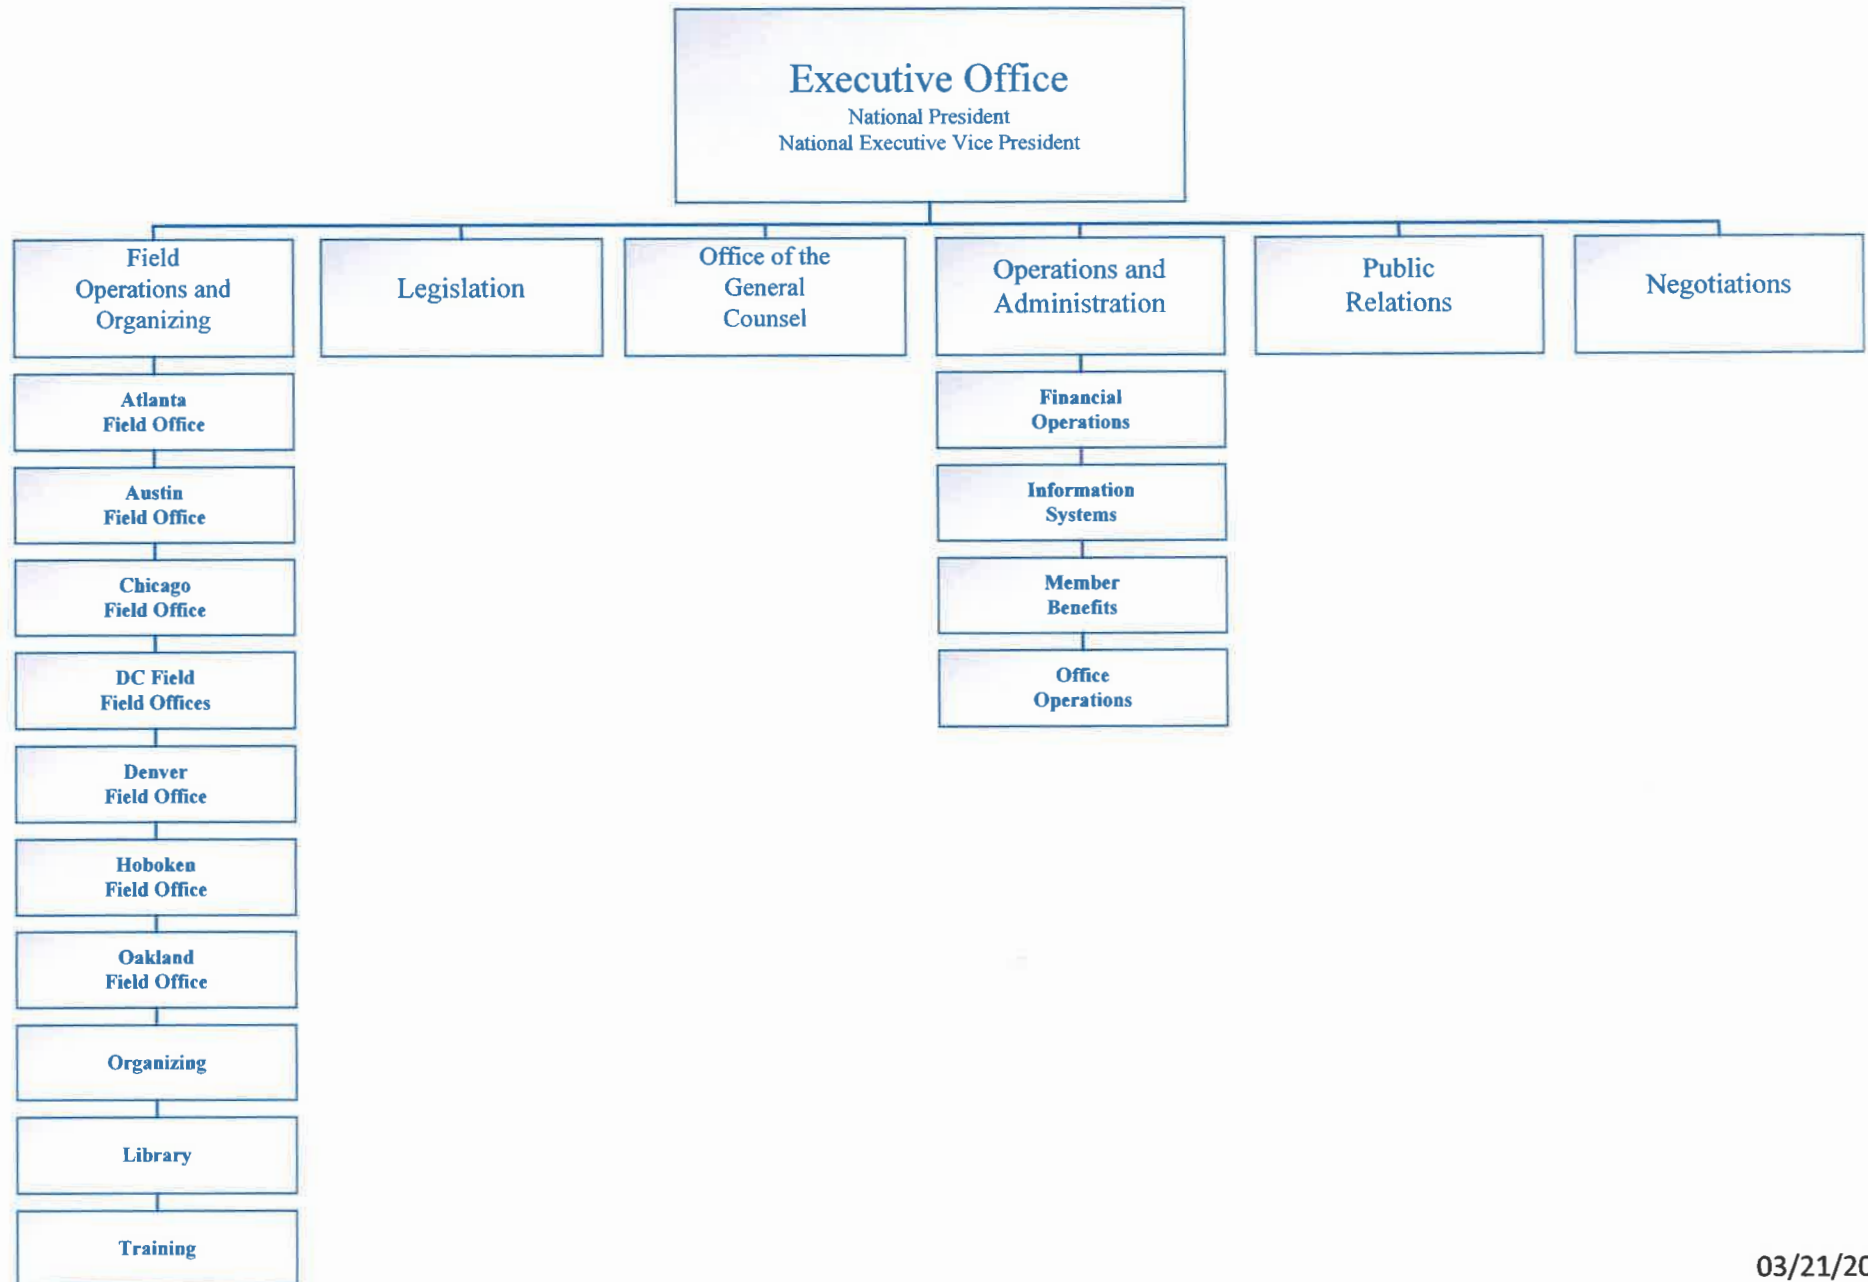 Executive Office
National President
National Executive Vice President
Field
Operations and
Organizing
Legislation
Office of the
General
Counsel
Operations and
Administration
Public
Relations
Negotiations
Atlanta
Field Office
Austin
Field Office
Chicago
Field Office
DC Field
Field Offices
Denver
Field Office
Hoboken
Field Office
Oakland
Field Office
Organizing
Library
Training
Financial
Operations
Information
Systems
Member
Benefits
Office
Operations
03/21/20